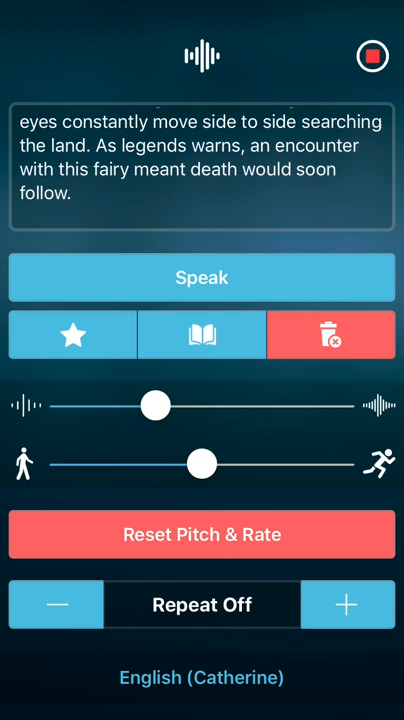 eyes constantly move side to side searching
the land. As legends warns, an encounter
with this fairy meant death would soon
follow.
Speak
Reset Pitch & Rate
Repeat Off
English (Catherine)